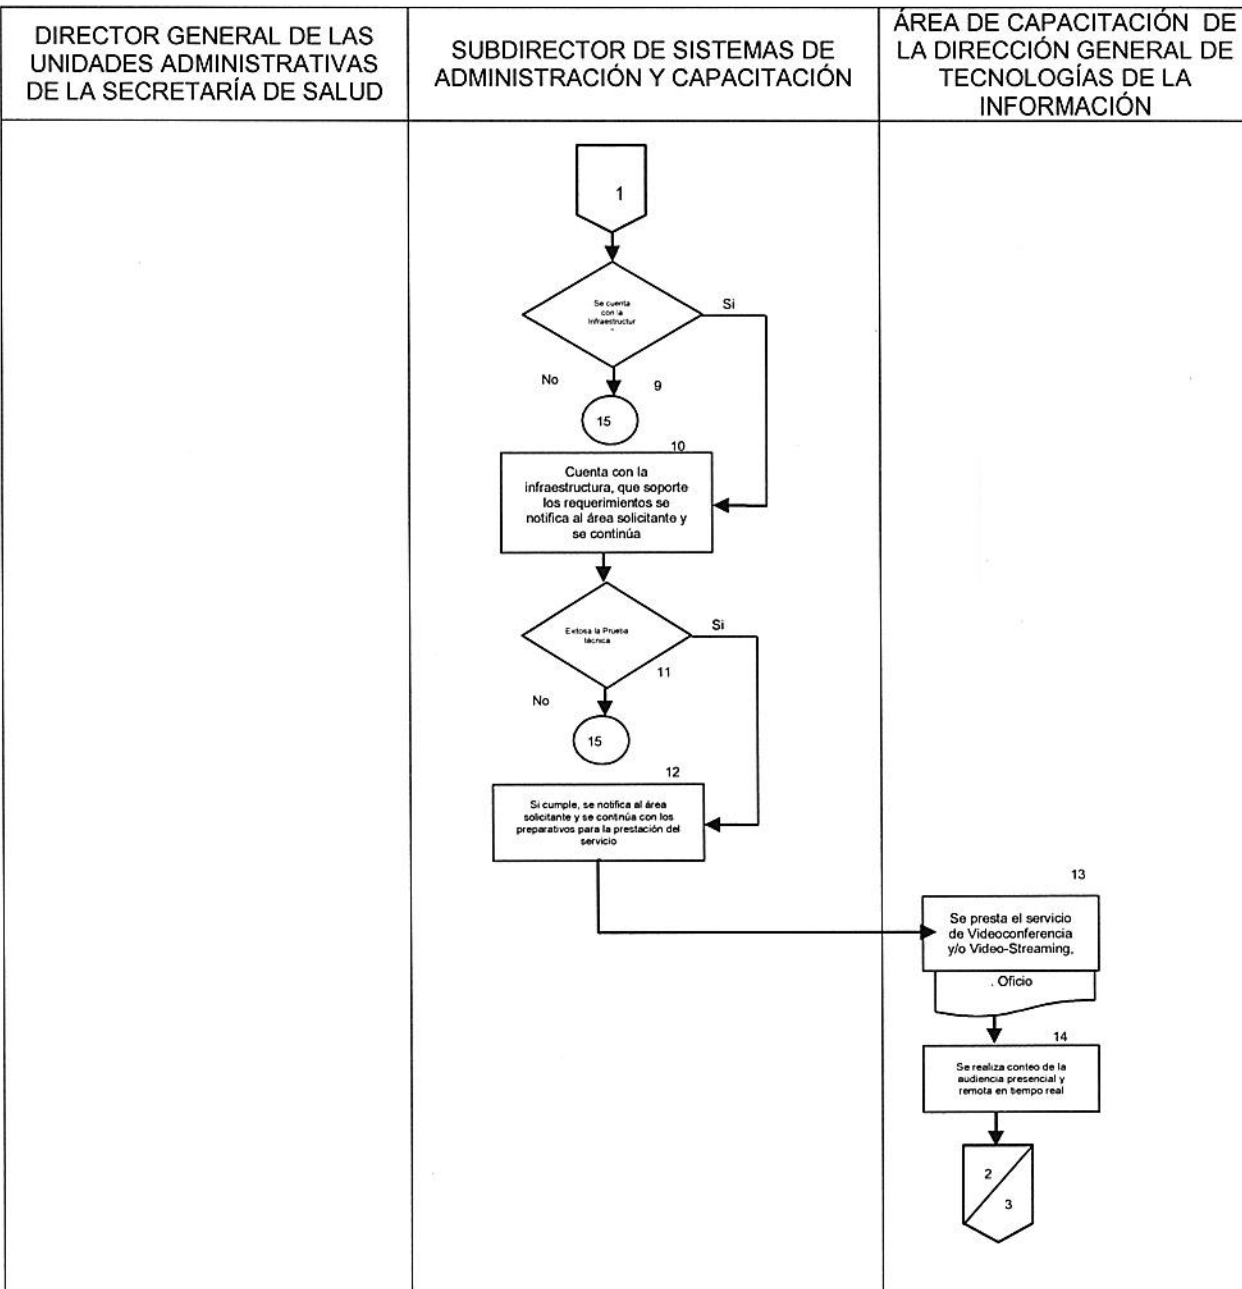 DIRECTOR GENERAL DE LAS
UNIDADES ADMINISTRATIVAS
DE LA SECRETARÍA DE SALUD
SUBDIRECTOR DE SISTEMAS DE
ADMINISTRACIÓN Y CAPACITACIÓN
ÁREA DE CAPACITACIÓN DE
LA DIRECCIÓN GENERAL DE
TECNOLOGÍAS DE LA
INFORMACIÓN
1
Se cuenta
con la
Infraestructur
Si
No
9
15
10
Cuenta con la
infraestructura, que soporte
los requerimientos se
notifica al área solicitante y
se continúa
Exitosa la Prueba
técnica
Si
11
No
15
12
Si cumple, se notifica al área
solicitante y se continúa con los
preparativos para la prestación del
servicio
13
Se presta el servicio
de Videoconferencia
y/o Video-Streaming,
. Oficio
14
Se realiza conteo de la
audiencia presencial y
remota en tiempo real
2
3